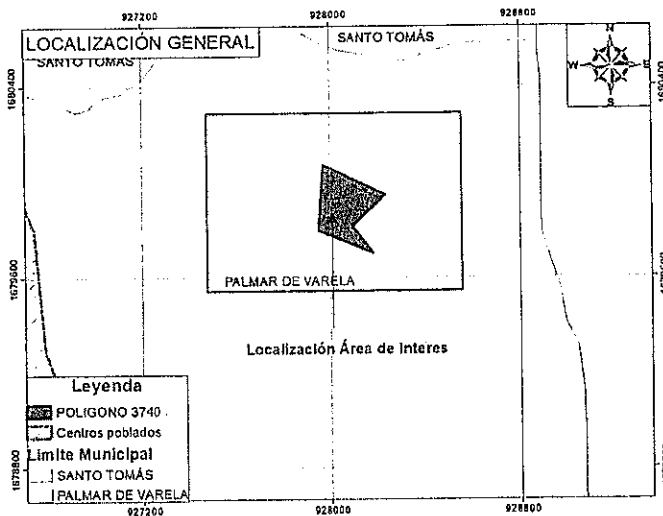 927200 928000 928800
LOCALIZACIÓN GENERAL
SANTO TOMÁS
SANTO TOMÁS
N
W E
S
1680400
1680400
PALMAR DE VARELA
1679600
Localización Área de Interes
Leyenda
POLIGONO 3740
Centros poblados
Limite Municipal
SANTO TOMÁS
PALMAR DE VARELA
1678800
927200 928000 928800